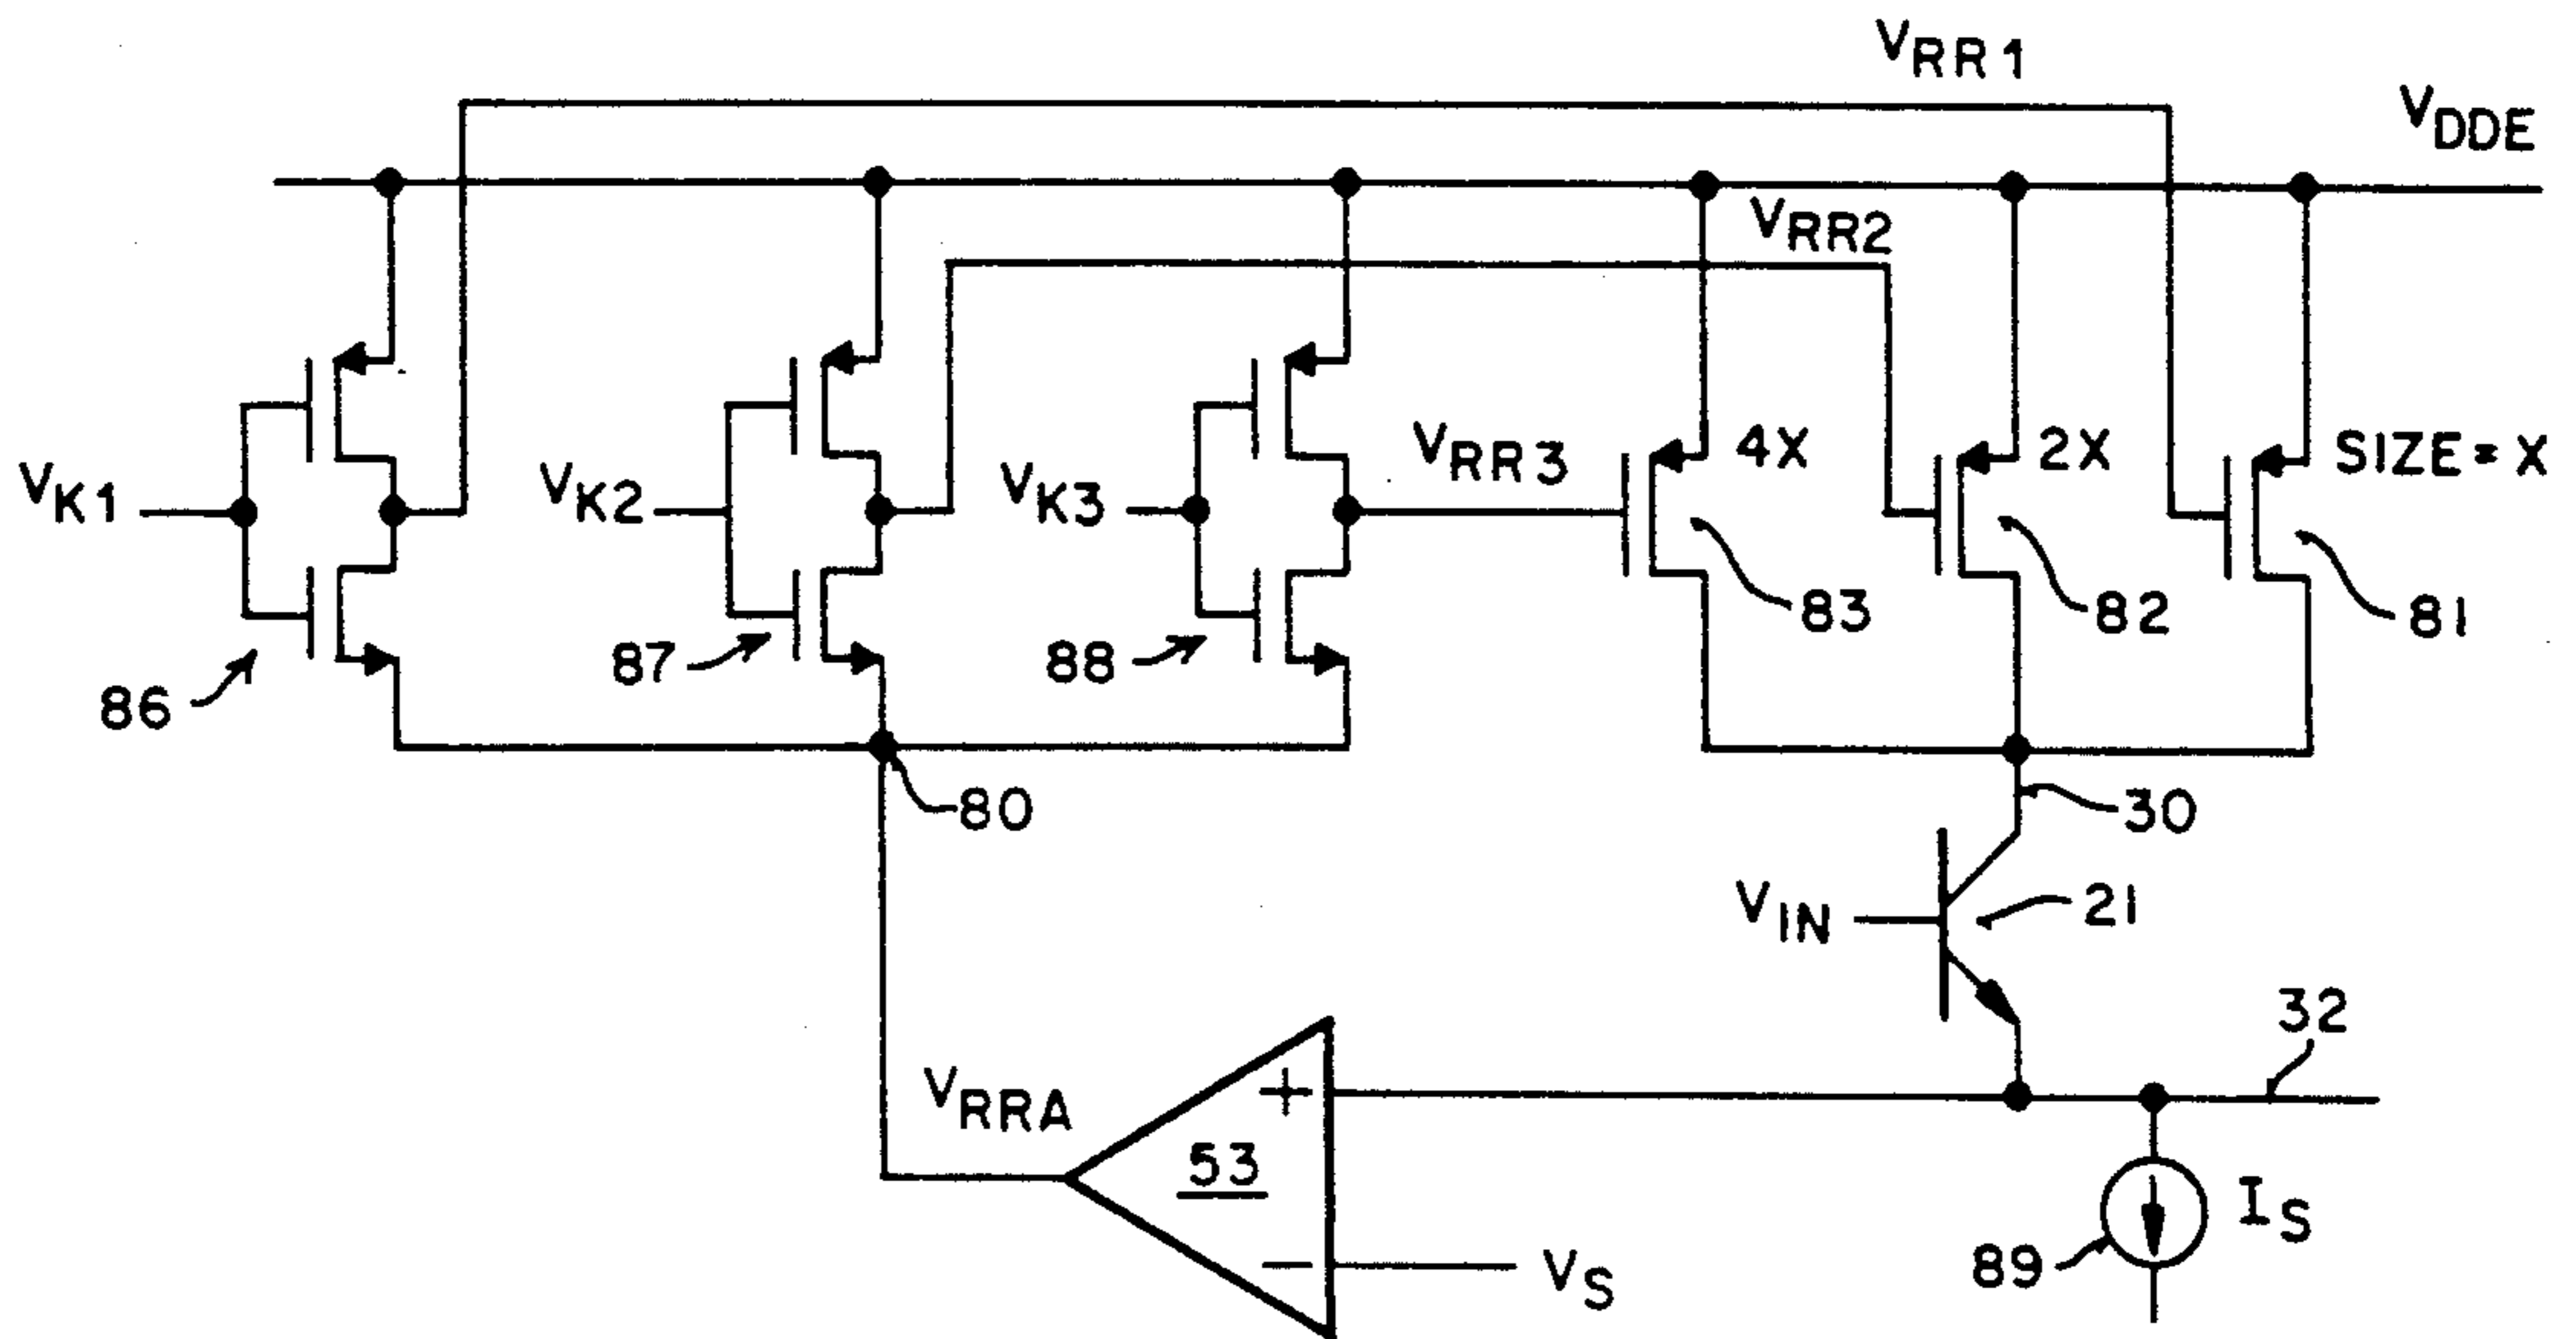 VRR1
VDDE
VRR2
VK1
VK2
VK3
VRR3
4X
2X
SIZE = X
83
82
81
86
87
88
80
30
VIN
21
32
VRRA
+
53
−
VS
IS
89